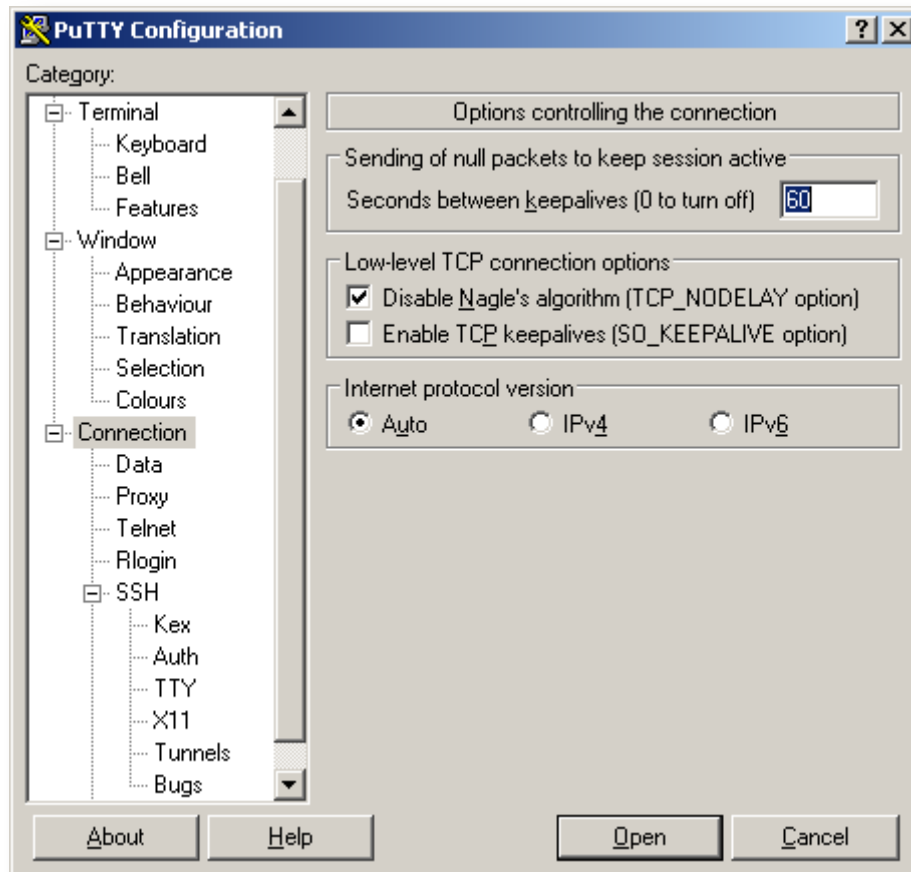 PuTTY Configuration
Category:
Terminal
Keyboard
Bell
Features
Window
Appearance
Behaviour
Translation
Selection
Colours
Connection
Data
Proxy
Telnet
Rlogin
SSH
Kex
Auth
TTY
X11
Tunnels
Bugs
Options controlling the connection
Sending of null packets to keep session active
Seconds between keepalives (0 to turn off) 60
Low-level TCP connection options
Disable Nagle's algorithm (TCP_NODELAY option)
Enable TCP keepalives (SO_KEEPALIVE option)
Internet protocol version
Auto IPv4 IPv6
About Help Open Cancel